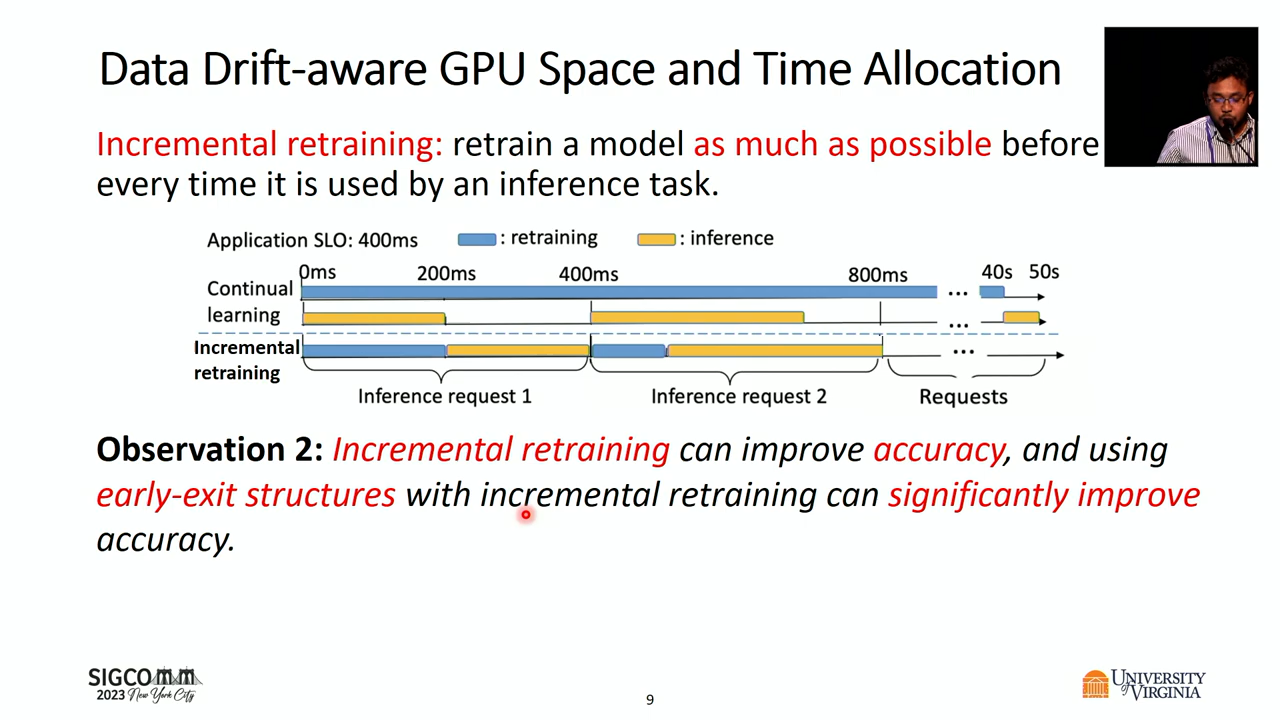 Data Drift-aware GPU Space and Time Allocation
Incremental retraining: retrain a model as much as possible before
every time it is used by an inference task.
Application SLO: 400ms : retraining : inference
0ms 200ms 400ms 800ms 40s 50s
Continual
learning
...
...
Incremental
retraining
...
Inference request 1 Inference request 2 Requests
Observation 2: Incremental retraining can improve accuracy, and using
early-exit structures with incremental retraining can significantly improve
accuracy.
SIGCOMM
2023 New York City
9
UNIVERSITY
of VIRGINIA